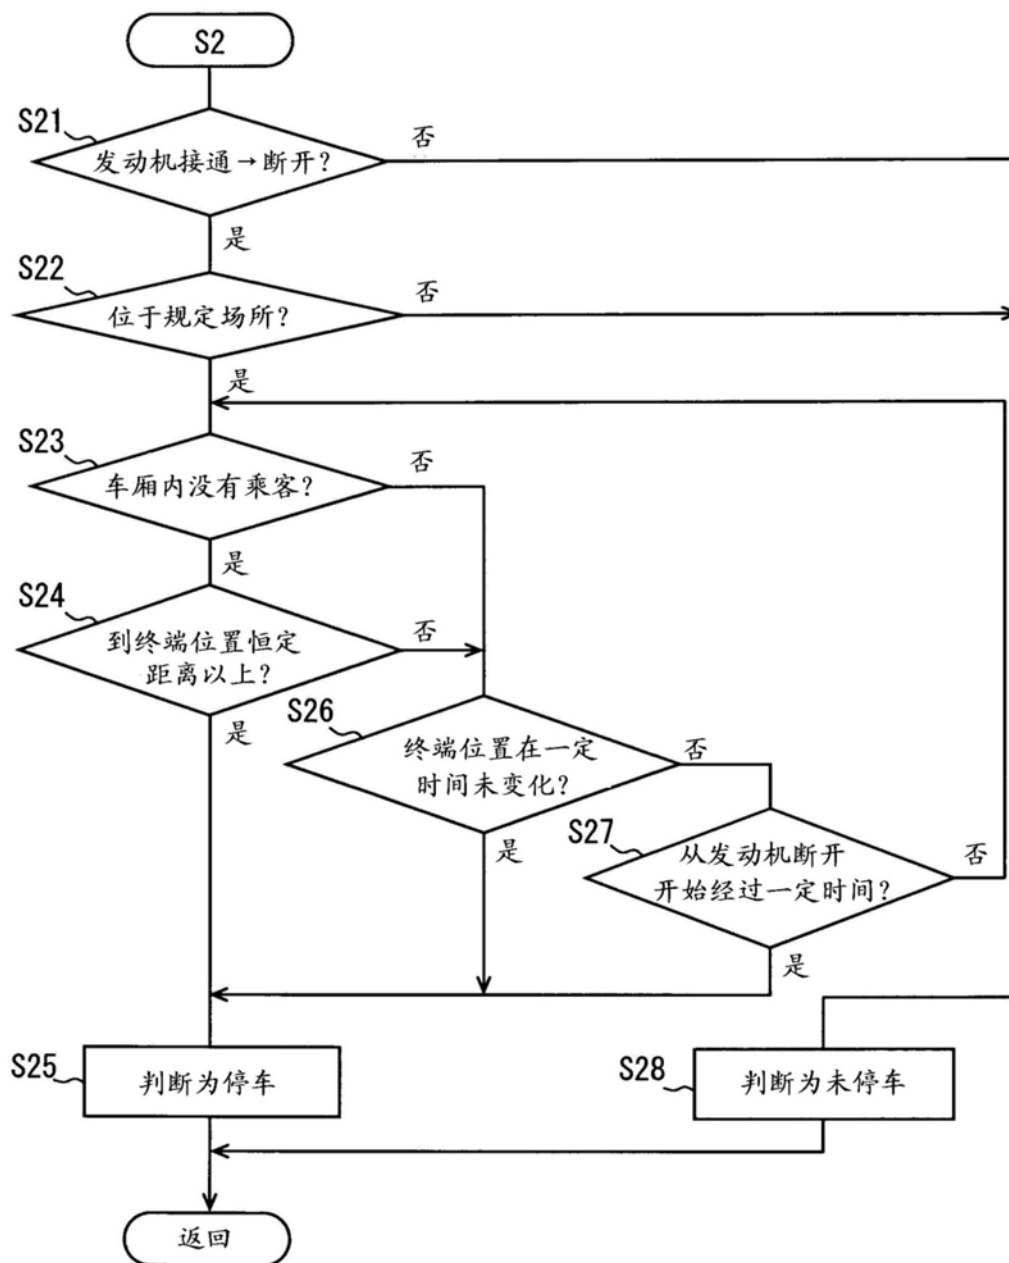 S2
S21
发动机接通→断开?
否
是
S22
位于规定场所?
否
是
S23
车厢内没有乘客?
否
是
S24
到终端位置恒定
距离以上?
否
是
S26
终端位置在一定
时间未变化?
否
是
S27
从发动机断开
开始经过一定时间?
否
是
S25
判断为停车
S28
判断为未停车
返回